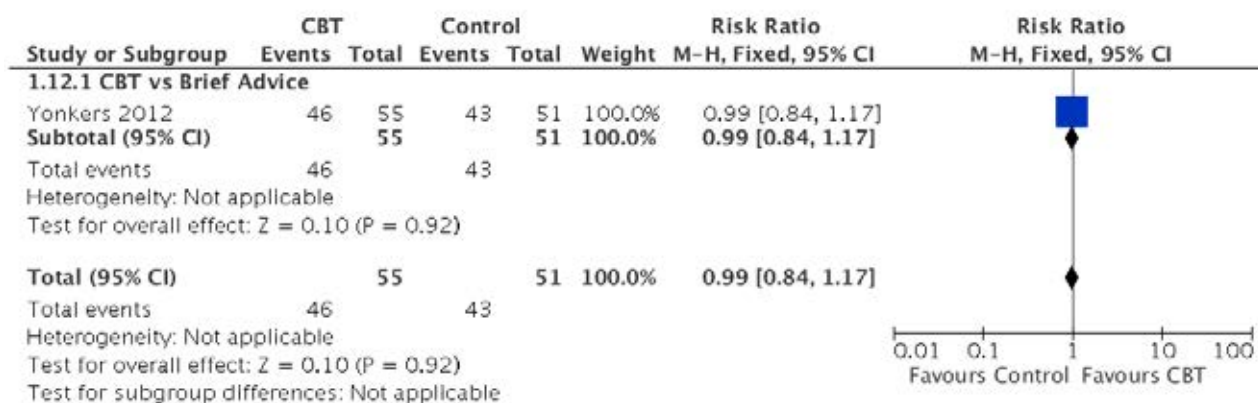 CBT Control Risk Ratio Risk Ratio
Study or Subgroup Events Total Events Total Weight M-H, Fixed, 95% CI M-H, Fixed, 95% CI
1.12.1 CBT vs Brief Advice
Yonkers 2012 46 55 43 51 100.0% 0.99 [0.84, 1.17]
Subtotal (95% CI) 55 51 100.0% 0.99 [0.84, 1.17]
Total events 46 43
Heterogeneity: Not applicable
Test for overall effect: Z = 0.10 (P = 0.92)
Total (95% CI) 55 51 100.0% 0.99 [0.84, 1.17]
Total events 46 43
Heterogeneity: Not applicable
Test for overall effect: Z = 0.10 (P = 0.92)
Test for subgroup differences: Not applicable
0.01 0.1 1 10 100
Favours Control Favours CBT